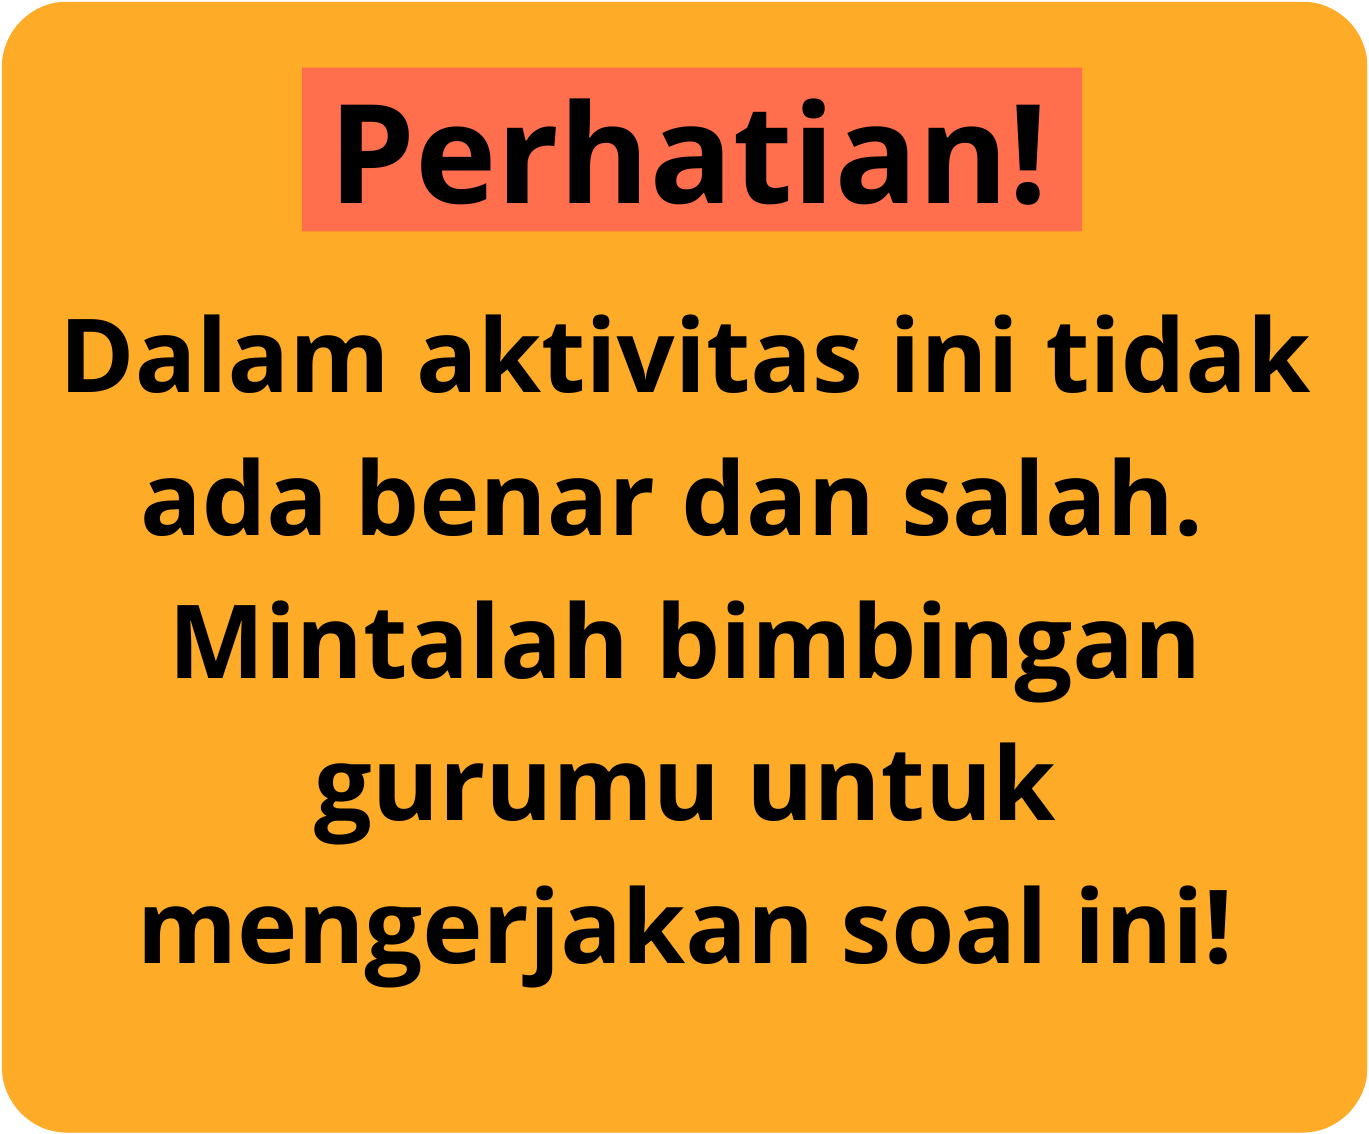 Perhatian!
Dalam aktivitas ini tidak
ada benar dan salah.
Mintalah bimbingan
gurumu untuk
mengerjakan soal ini!